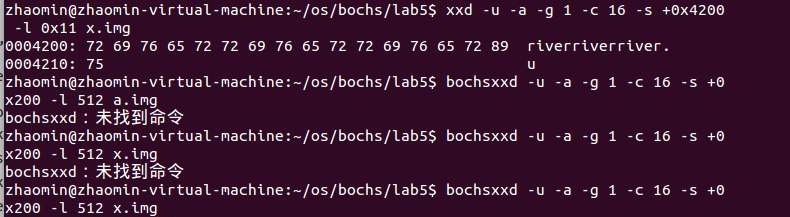 zhaomin@zhaomin-virtual-machine:~/os/bochs/lab5$ xxd -u -a -g 1 -c 16 -s +0x4200
 -l 0x11 x.img
0004200: 72 69 76 65 72 72 69 76 65 72 72 69 76 65 72 89  riverriverriver.
0004210: 75                                               u
zhaomin@zhaomin-virtual-machine:~/os/bochs/lab5$ bochsxxd -u -a -g 1 -c 16 -s +0
x200 -l 512 a.img
bochsxxd：未找到命令
zhaomin@zhaomin-virtual-machine:~/os/bochs/lab5$ bochsxxd -u -a -g 1 -c 16 -s +0
x200 -l 512 x.img
bochsxxd：未找到命令
zhaomin@zhaomin-virtual-machine:~/os/bochs/lab5$ bochsxxd -u -a -g 1 -c 16 -s +0
x200 -l 512 x.img